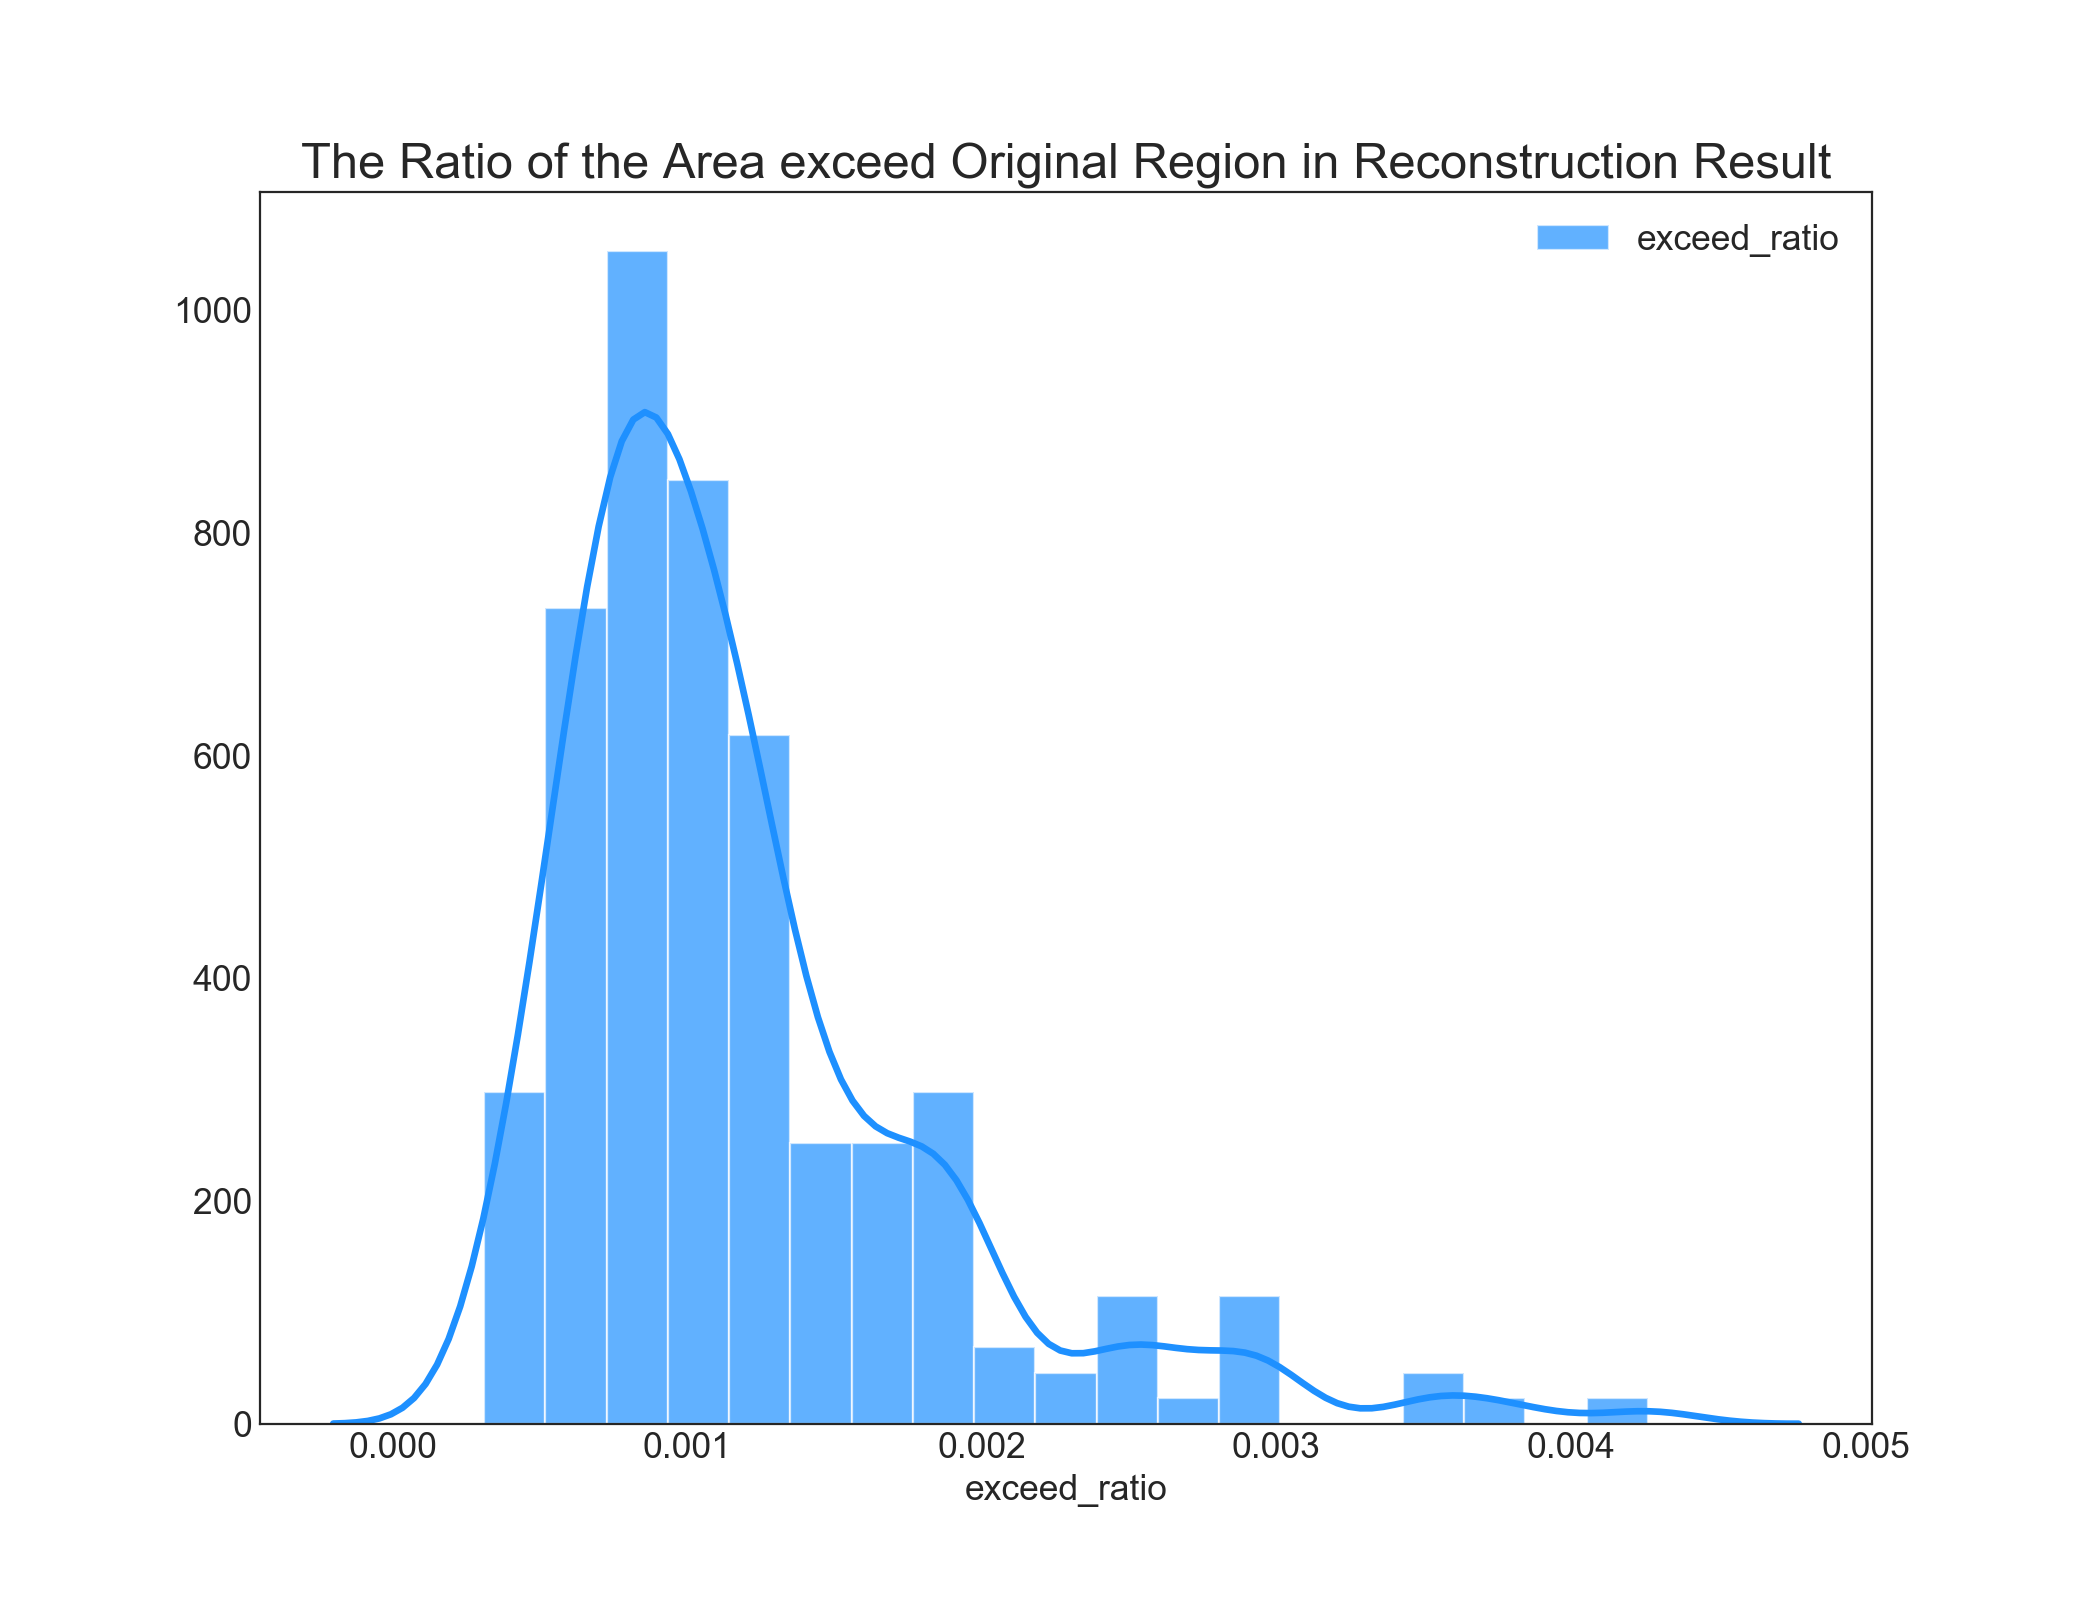 The Ratio of the Area exceed Original Region in Reconstruction Result
exceed_ratio
1000
800
600
400
200
0
0.000 0.001 0.002 0.003 0.004 0.005
exceed_ratio